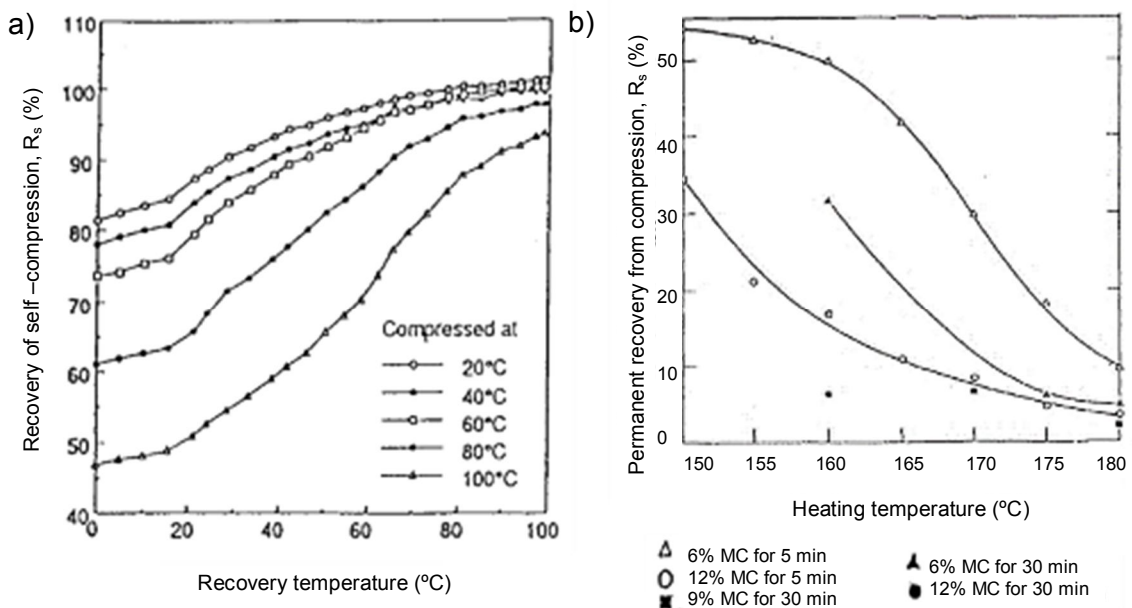 a)
Recovery of self –compression, Rs (%)
110
100
90
80
70
60
50
40
0
20
40
60
80
100
Recovery temperature (ºC)
Compressed at
20°C
40°C
60°C
80°C
100°C
b)
Permanent recovery from compression, Rs (%)
50
40
30
20
10
0
150
155
160
165
170
175
180
Heating temperature (ºC)
6% MC for 5 min
12% MC for 5 min
9% MC for 30 min
6% MC for 30 min
12% MC for 30 min